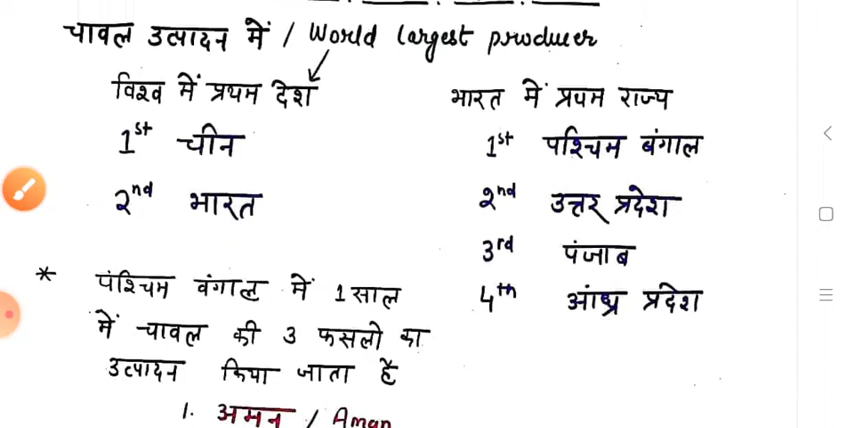 चावल उत्पादन में / World largest producer
विश्व में प्रथम देश
1st चीन
2nd भारत
भारत में प्रथम राज्य
1st पश्चिम बंगाल
2nd उत्तर प्रदेश
3rd पंजाब
4th आंध्र प्रदेश
* पंश्चिम बंगाल में 1 साल
में चावल की 3 फसलो का
उत्पादन किया जाता है
1. अमन / Aman